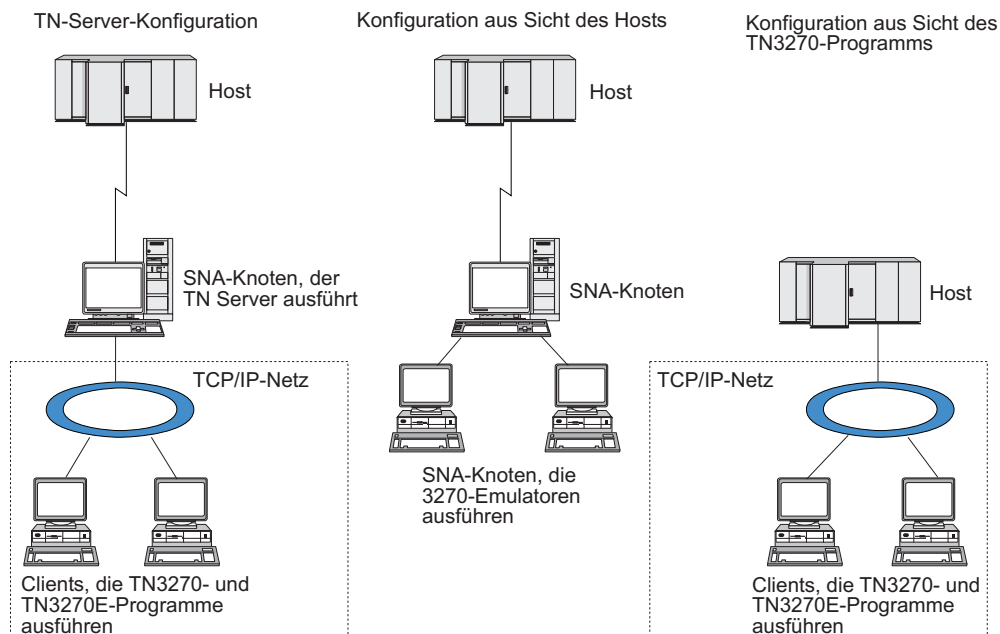 TN-Server-Konfiguration
Host
SNA-Knoten, der
TN Server ausführt
TCP/IP-Netz
Clients, die TN3270- und
TN3270E-Programme
ausführen
Konfiguration aus Sicht des Hosts
Host
SNA-Knoten
SNA-Knoten, die
3270-Emulatoren
ausführen
Konfiguration aus Sicht des
TN3270-Programms
Host
TCP/IP-Netz
Clients, die TN3270- und
TN3270E-Programme
ausführen